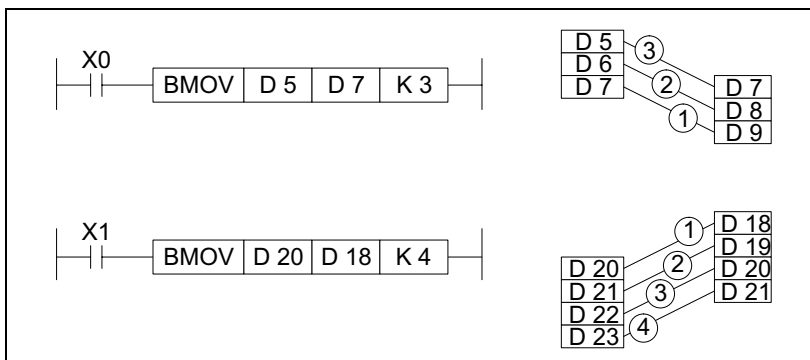 X0
BMOV D 5 D 7 K 3
D 5
D 6
D 7
3
2
1
D 7
D 8
D 9
X1
BMOV D 20 D 18 K 4
D 20
D 21
D 22
D 23
1
2
3
4
D 18
D 19
D 20
D 21